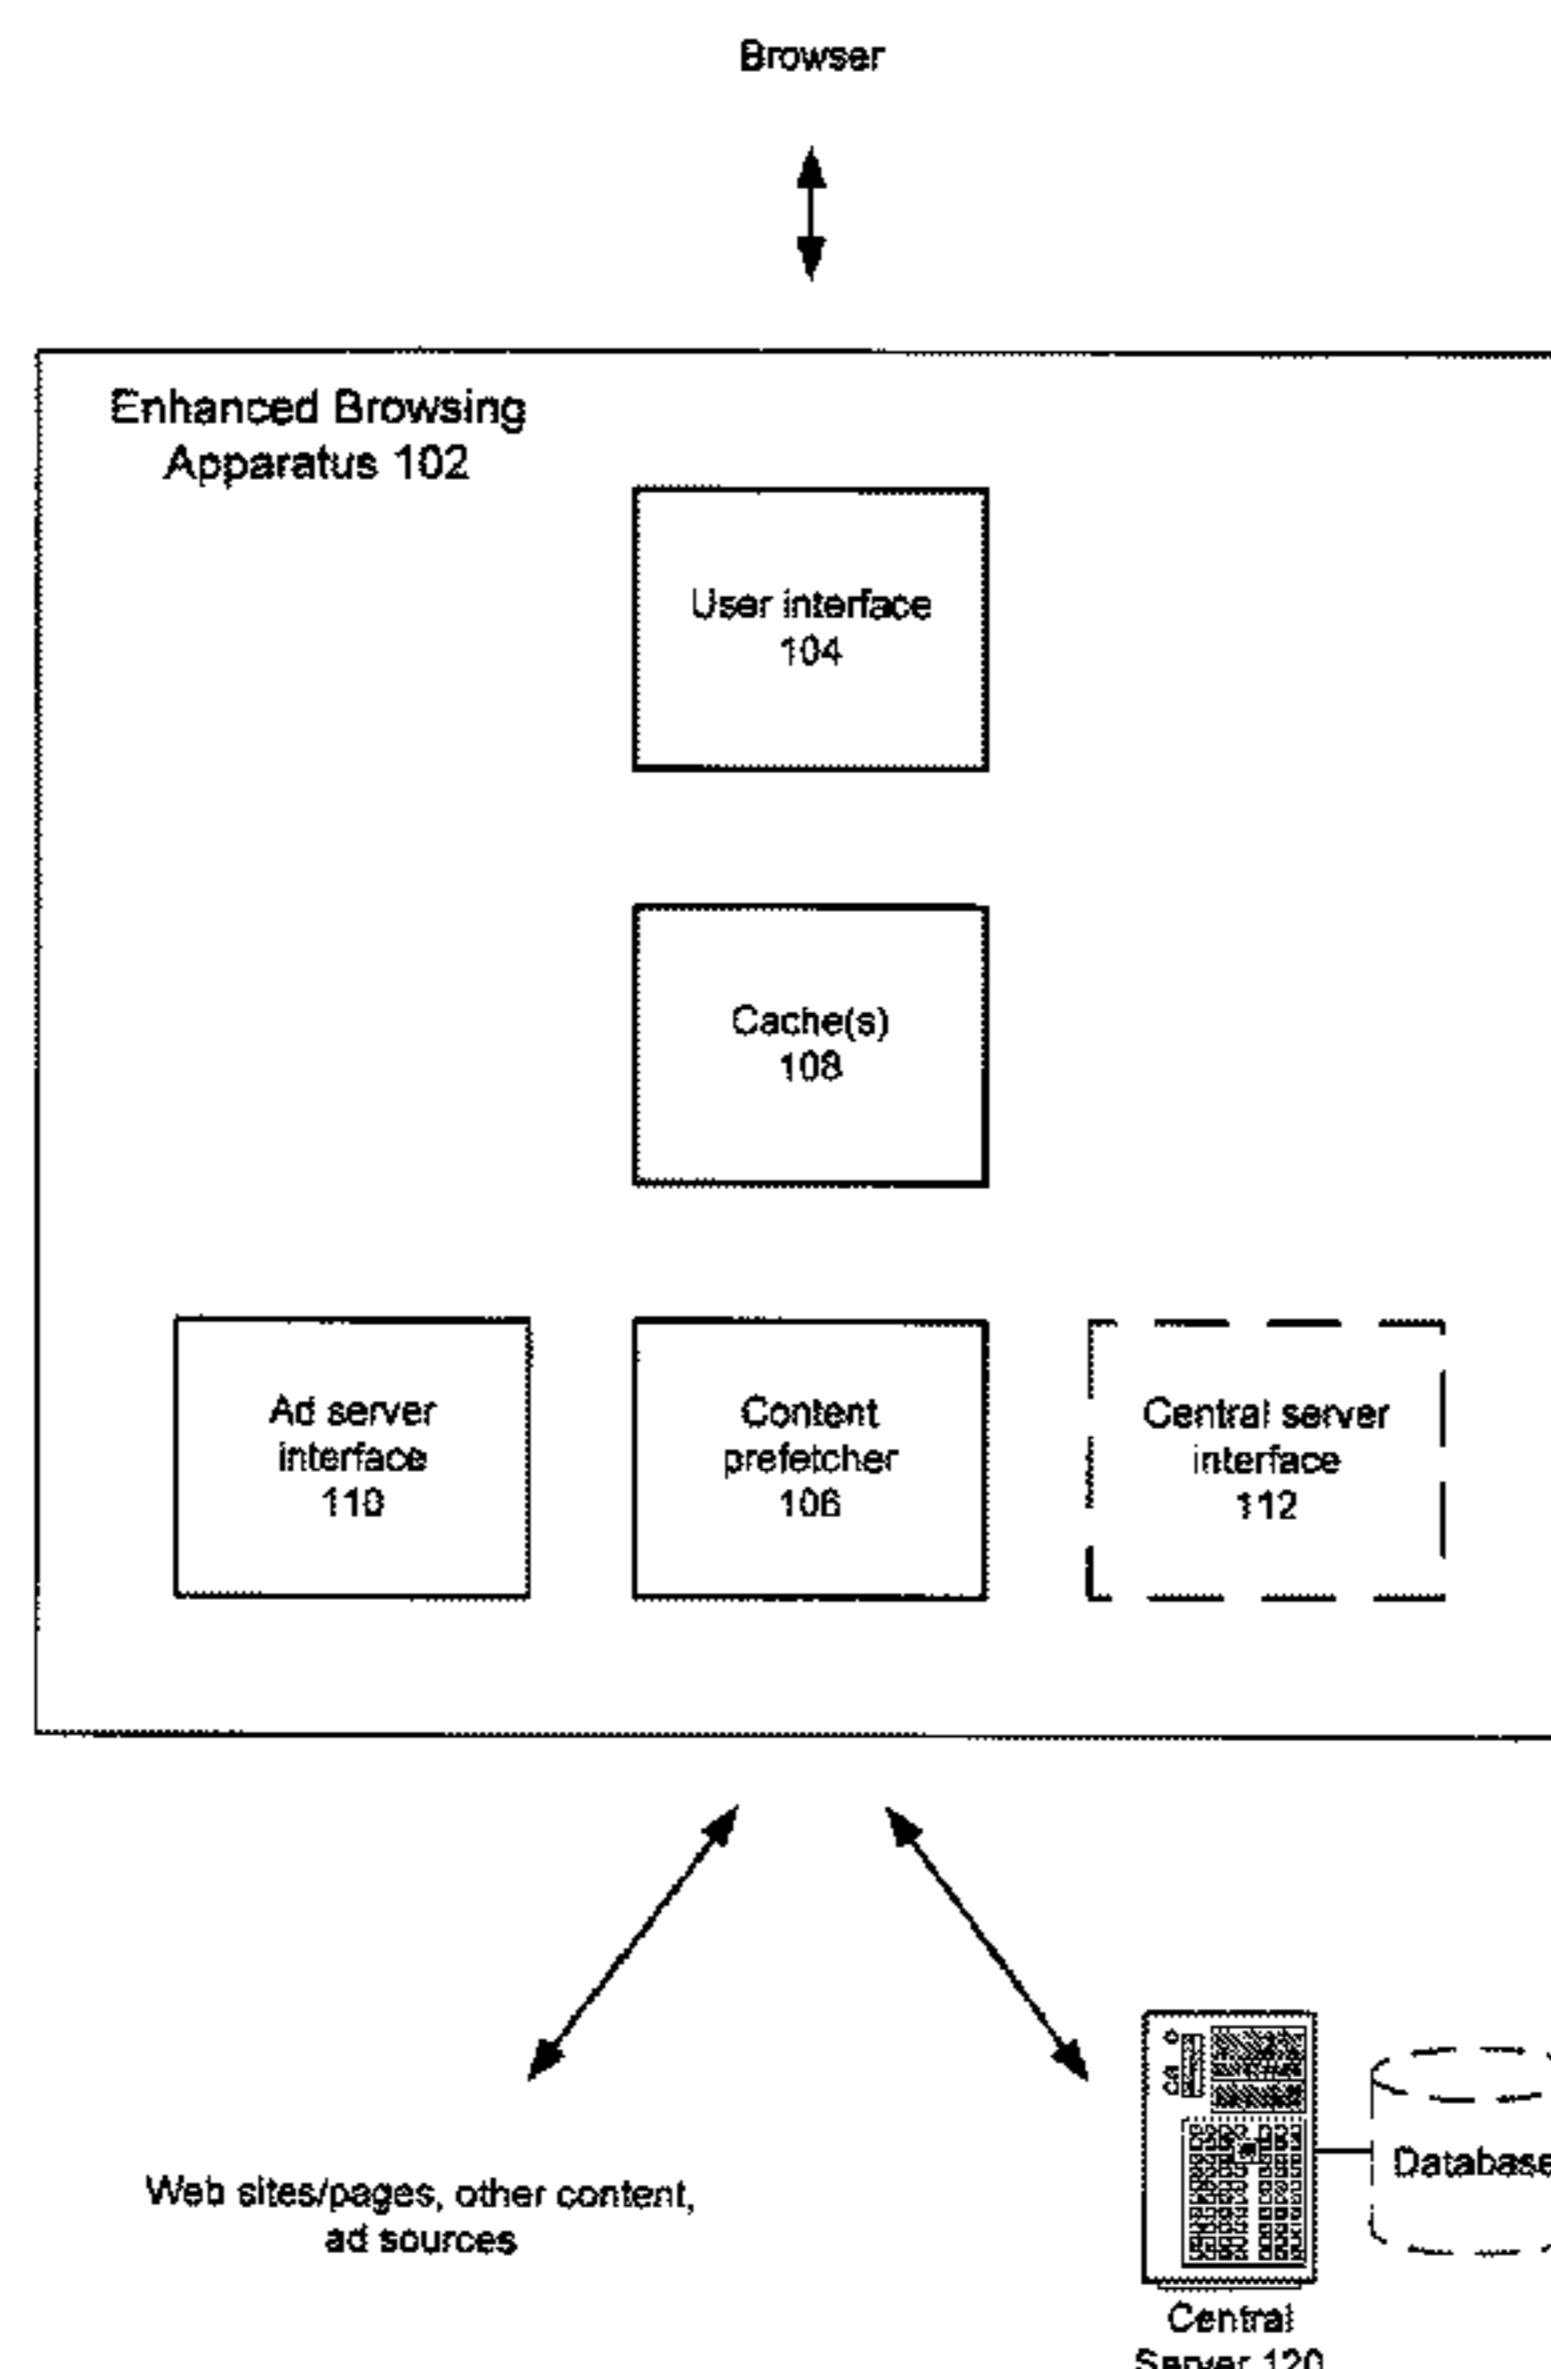 Browser
Enhanced Browsing
Apparatus 102
User interface
104
Cache(s)
108
Ad server
interface
110
Content
prefetcher
106
Central server
interface
112
Database
Web sites/pages, other content,
ad sources
Central
Server 120